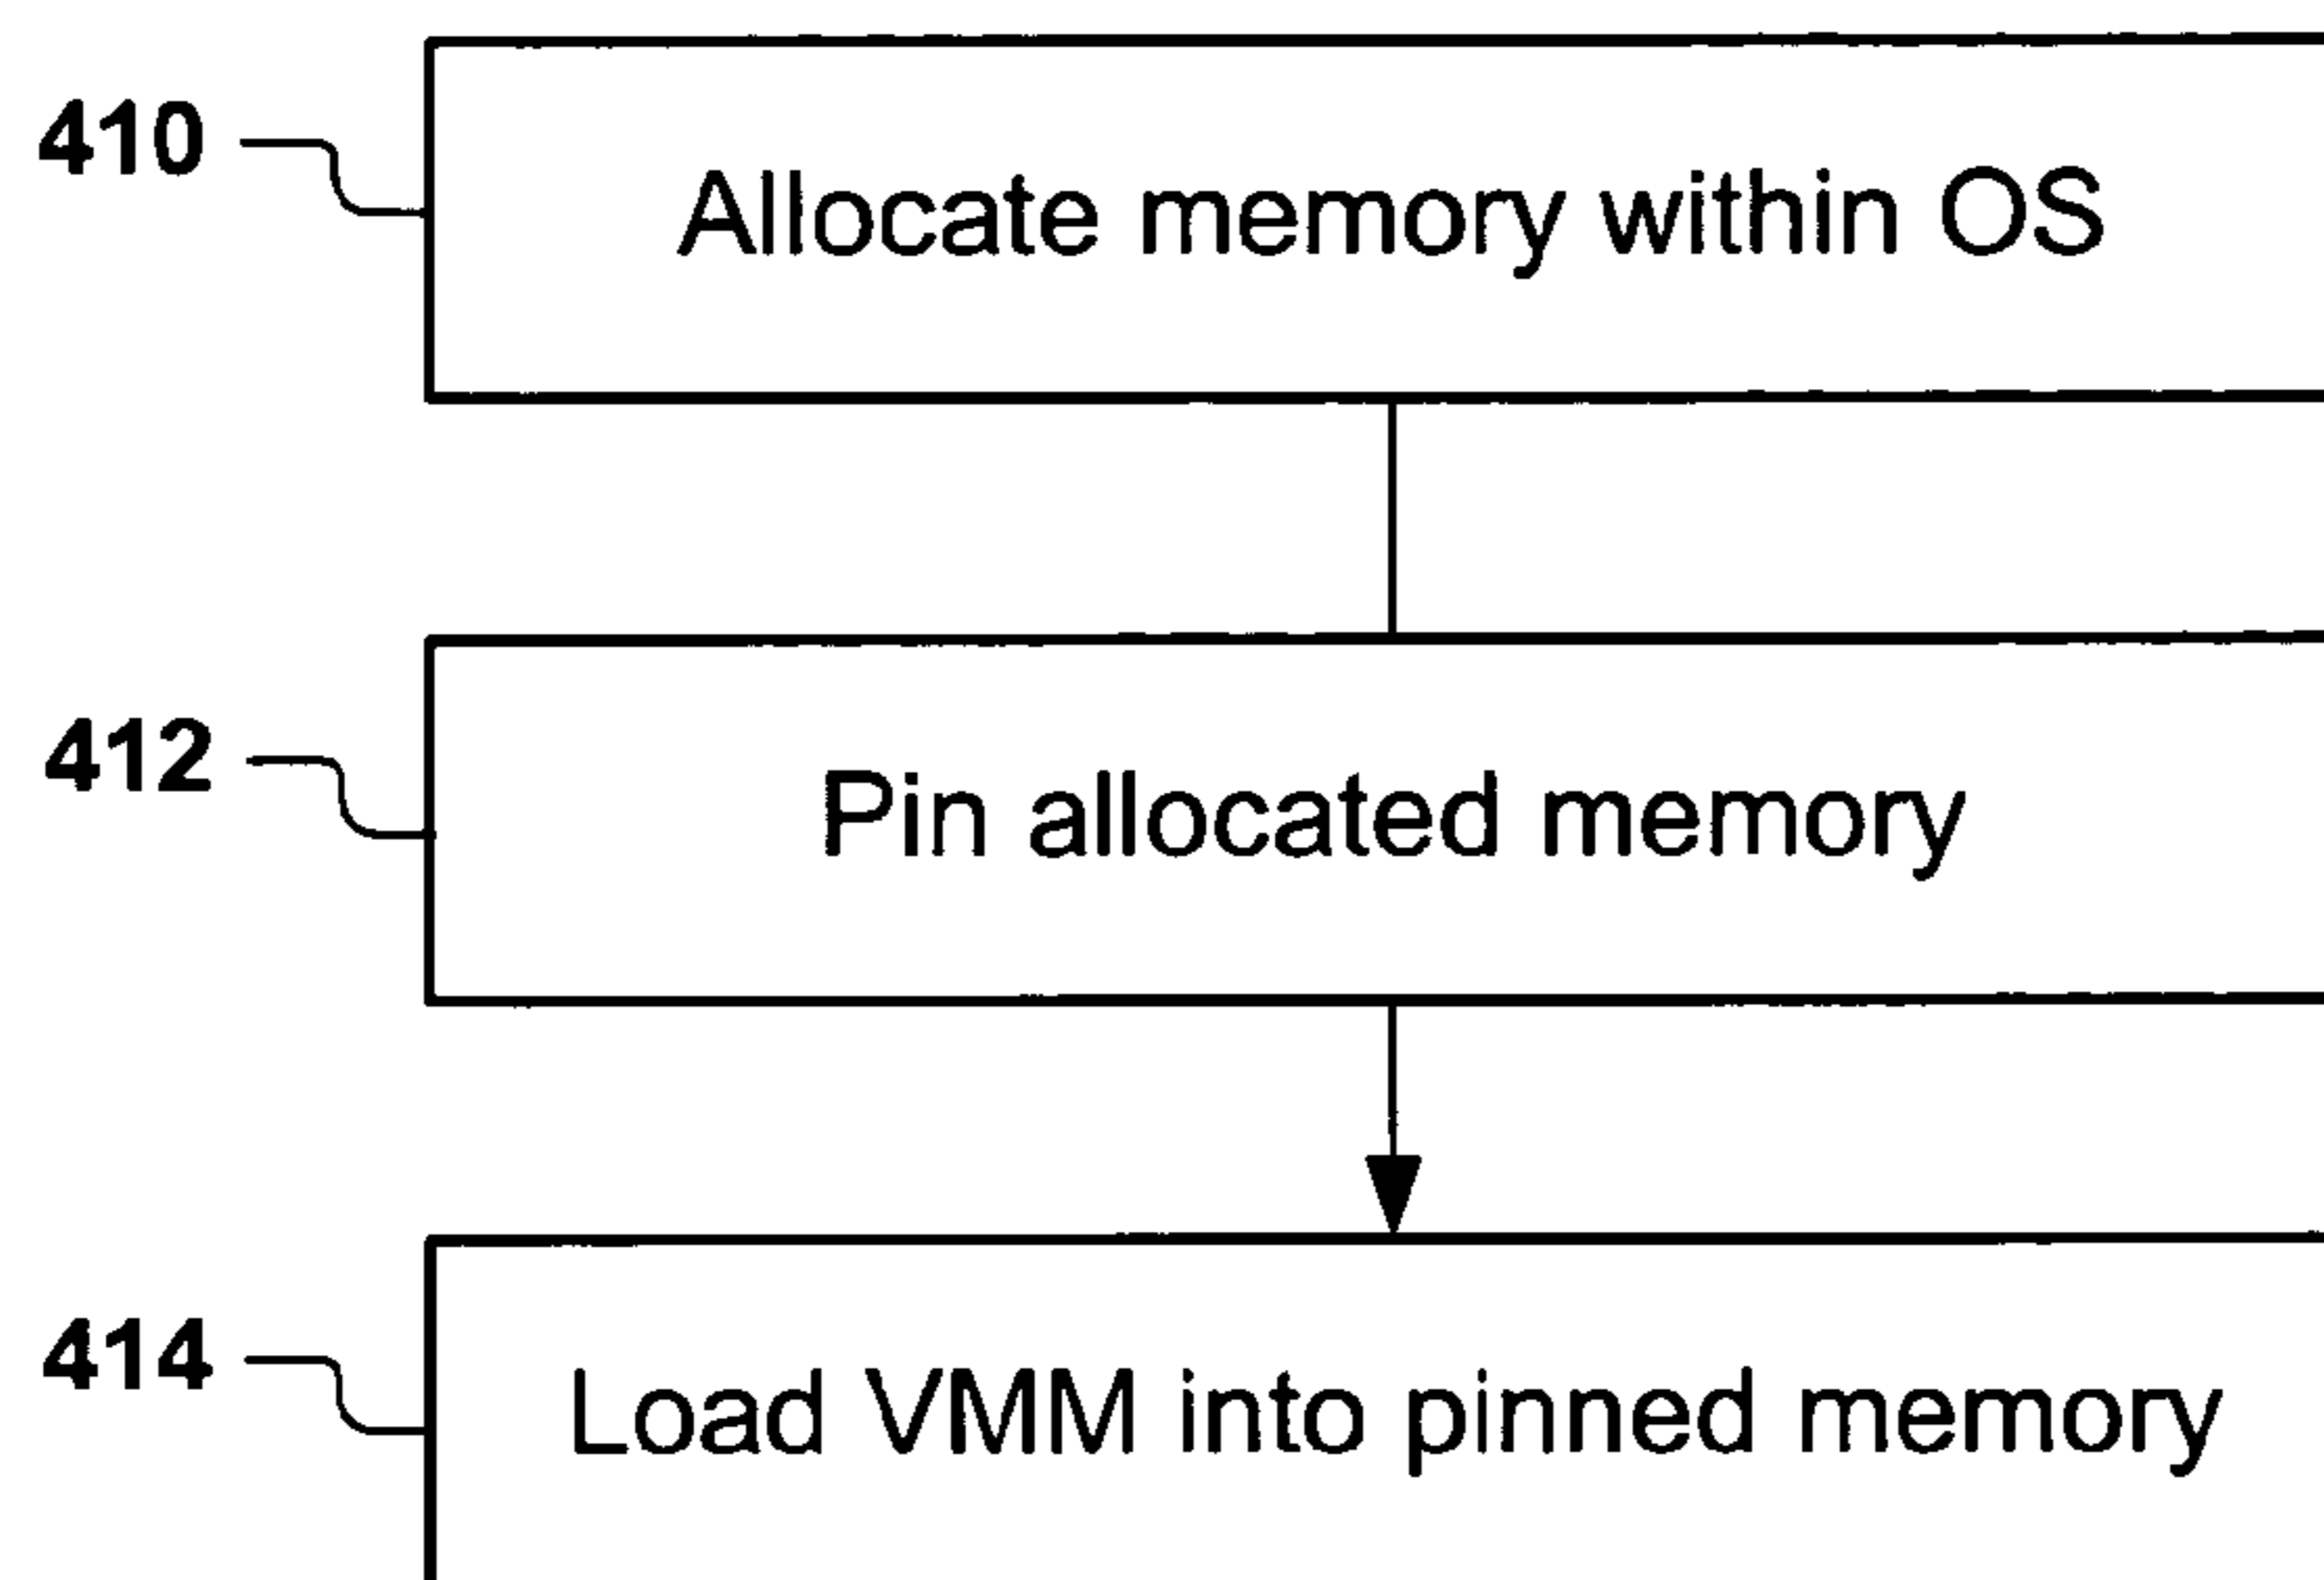 410
Allocate memory within OS
412
Pin allocated memory
414
Load VMM into pinned memory